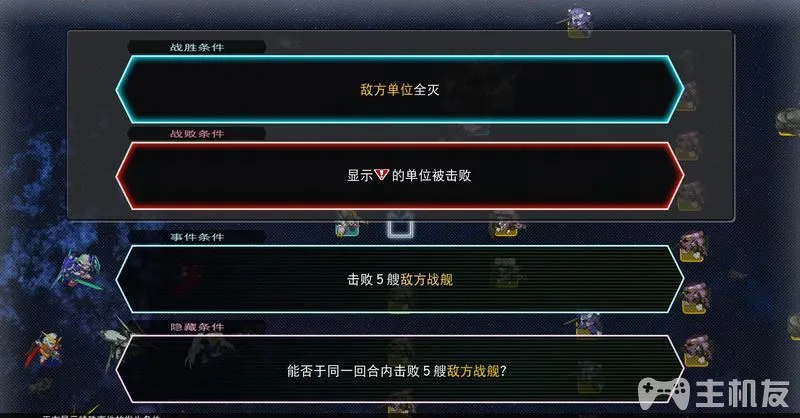 战胜条件
敌方单位全灭
战败条件
显示!的单位被击败
事件条件
击败5艘敌方战舰
隐藏条件
能否于同一回合内击败5艘敌方战舰?
主机友